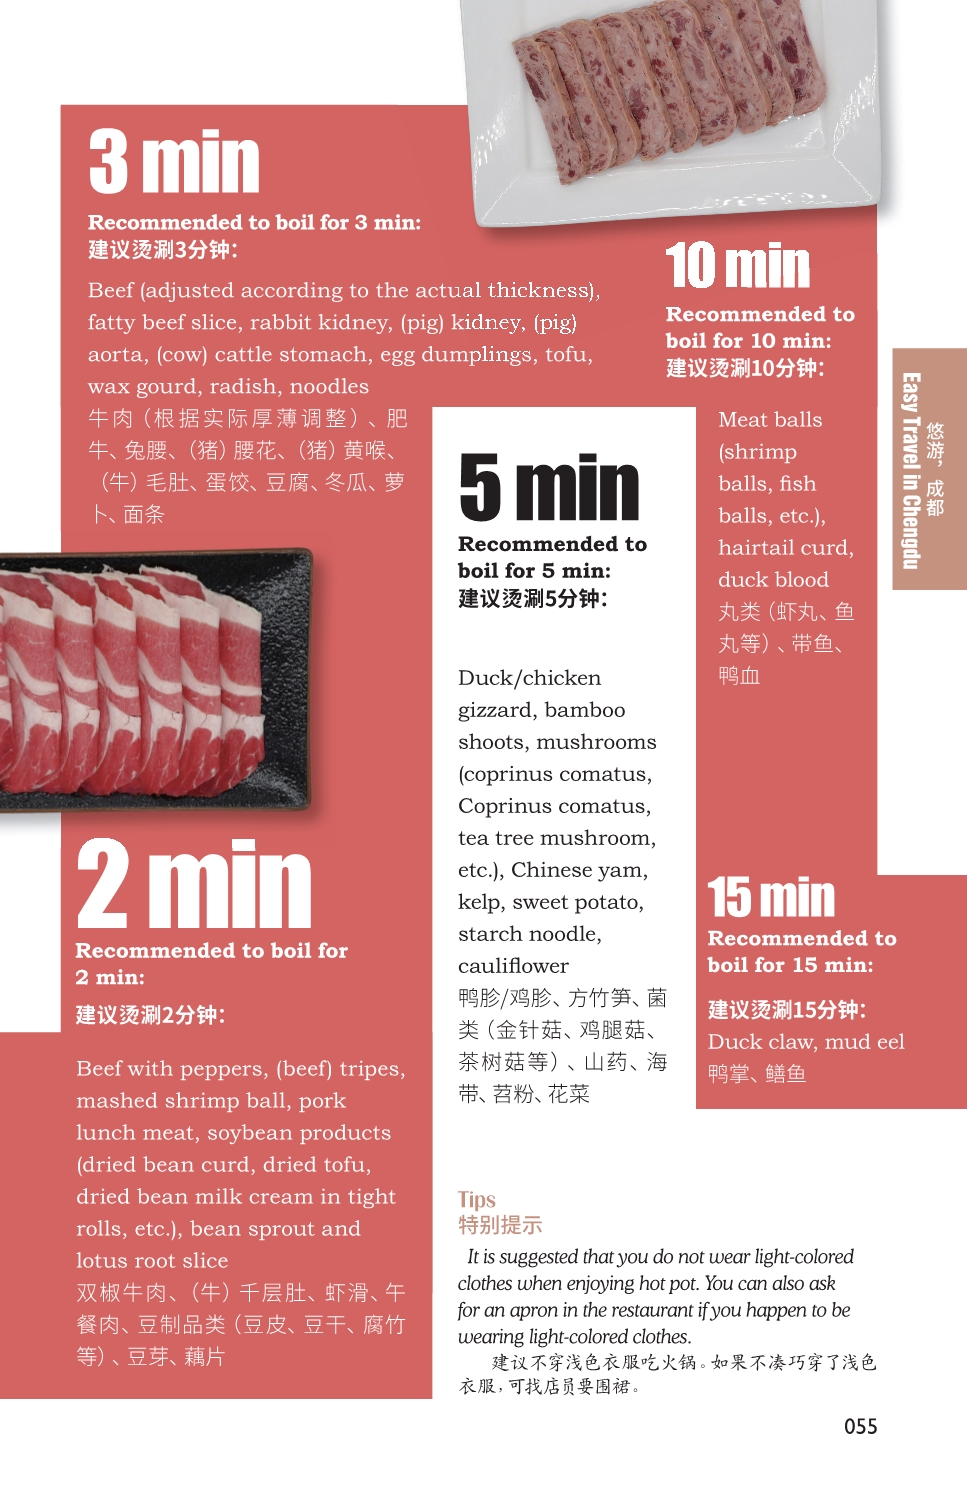 3 min
Recommended to boil for 3 min:
建议烫涮3分钟：
Beef (adjusted according to the actual thickness),
fatty beef slice, rabbit kidney, (pig) kidney, (pig)
aorta, (cow) cattle stomach, egg dumplings, tofu,
wax gourd, radish, noodles
牛肉（根据实际厚薄调整）、肥
牛、兔腰、（猪）腰花、（猪）黄喉、
（牛）毛肚、蛋饺、豆腐、冬瓜、萝
卜、面条
10 min
Recommended to
boil for 10 min:
建议烫涮10分钟：
Meat balls
(shrimp
balls, fish
balls, etc.),
hairtail curd,
duck blood
丸类（虾丸、鱼
丸等）、带鱼、
鸭血
Easy Travel in Chengdu
悠游，成都
5 min
Recommended to
boil for 5 min:
建议烫涮5分钟：
Duck/chicken
gizzard, bamboo
shoots, mushrooms
(coprinus comatus,
Coprinus comatus,
tea tree mushroom,
etc.), Chinese yam,
kelp, sweet potato,
starch noodle,
cauliflower
鸭胗/鸡胗、方竹笋、菌
类（金针菇、鸡腿菇、
茶树菇等）、山药、海
带、苕粉、花菜
2 min
Recommended to boil for
2 min:
建议烫涮2分钟：
Beef with peppers, (beef) tripes,
mashed shrimp ball, pork
lunch meat, soybean products
(dried bean curd, dried tofu,
dried bean milk cream in tight
rolls, etc.), bean sprout and
lotus root slice
双椒牛肉、（牛）千层肚、虾滑、午
餐肉、豆制品类（豆皮、豆干、腐竹
等）、豆芽、藕片
15 min
Recommended to
boil for 15 min:
建议烫涮15分钟：
Duck claw, mud eel
鸭掌、鳝鱼
Tips
特别提示
It is suggested that you do not wear light-colored
clothes when enjoying hot pot. You can also ask
for an apron in the restaurant if you happen to be
wearing light-colored clothes.
建议不穿浅色衣服吃火锅。如果不凑巧穿了浅色
衣服，可找店员要围裙。
055